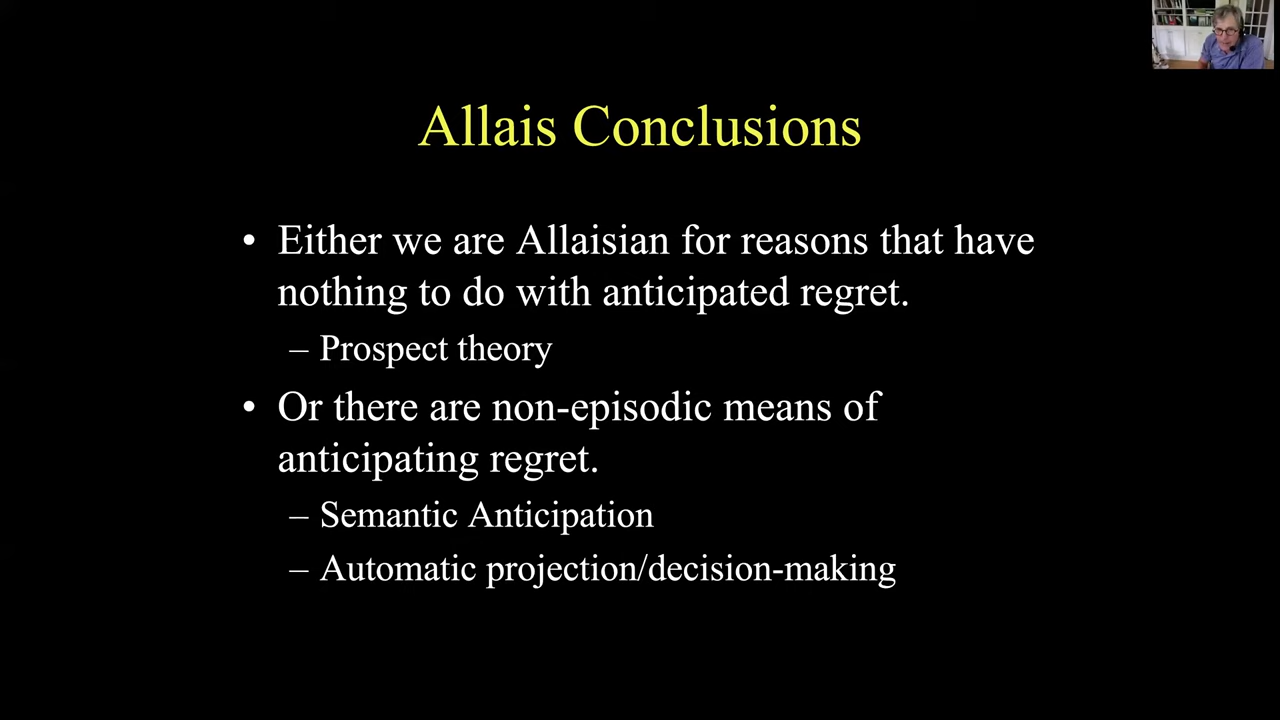 Allais Conclusions
• Either we are Allaisian for reasons that have
nothing to do with anticipated regret.
– Prospect theory
• Or there are non-episodic means of
anticipating regret.
– Semantic Anticipation
– Automatic projection/decision-making